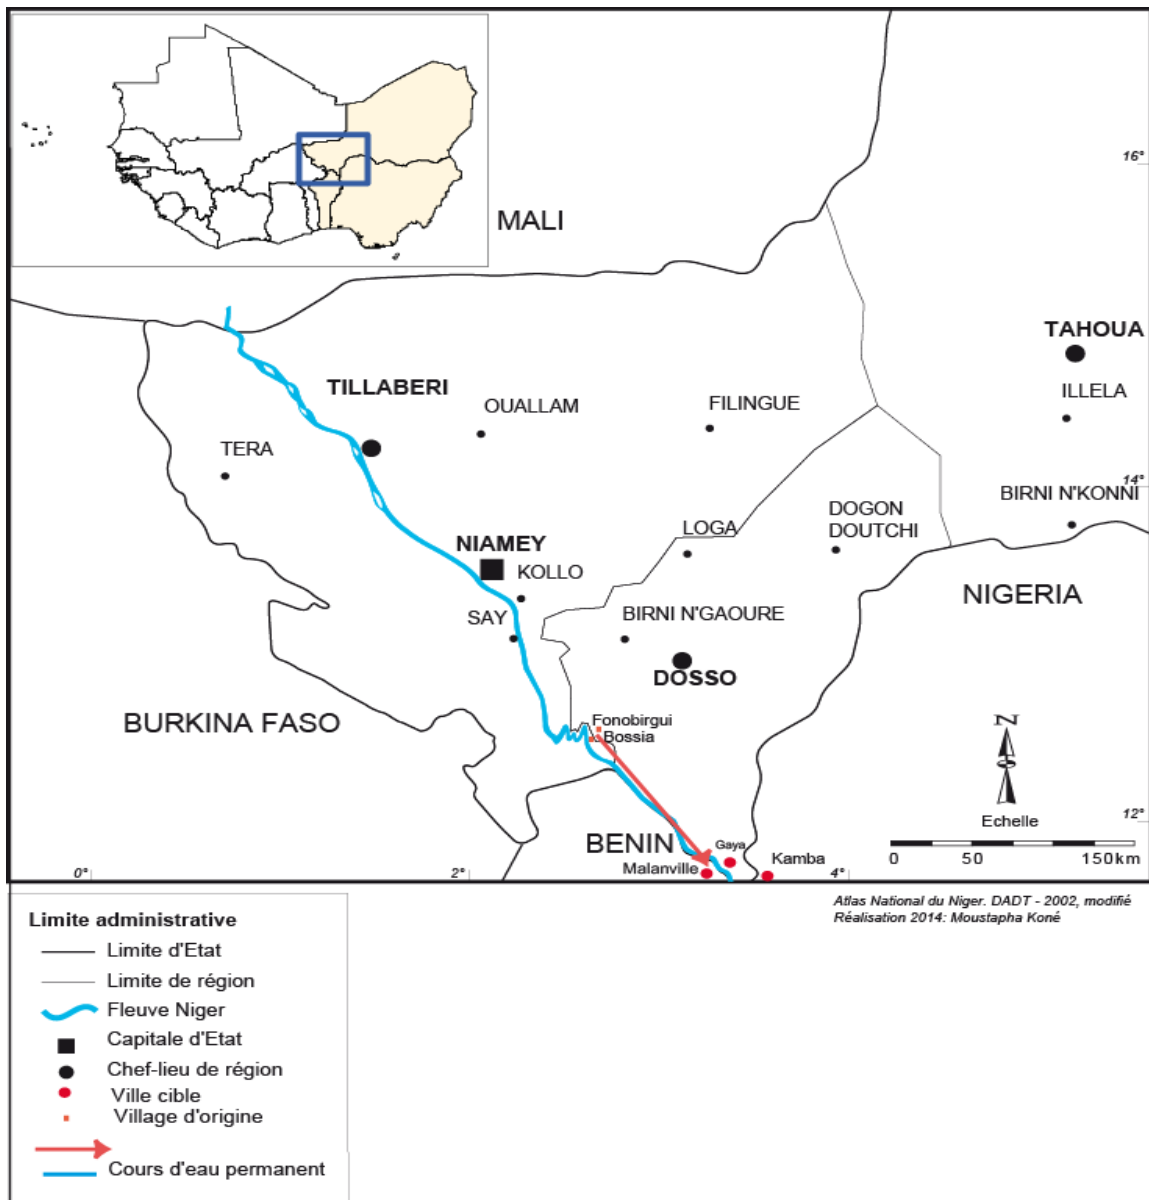 MALI
16°
TAHOUA
TILLABERI
ILLELA
OUALLAM
FILINGUE
TERA
14°
BIRNI N'KONNI
DOGON
DOUTCHI
LOGA
NIAMEY
KOLLO
NIGERIA
SAY
BIRNI N'GAOURE
DOSSO
BURKINA FASO
Fonobirgui
Bossia
N
Echelle
12°
BENIN
Gaya
Kamba
0 50 150km
Malanville
0°
2°
4°
Atlas National du Niger. DADT - 2002, modifié
Réalisation 2014: Moustapha Koné
Limite administrative
Limite d'Etat
Limite de région
Fleuve Niger
Capitale d'Etat
Chef-lieu de région
Ville cible
Village d'origine
Cours d'eau permanent